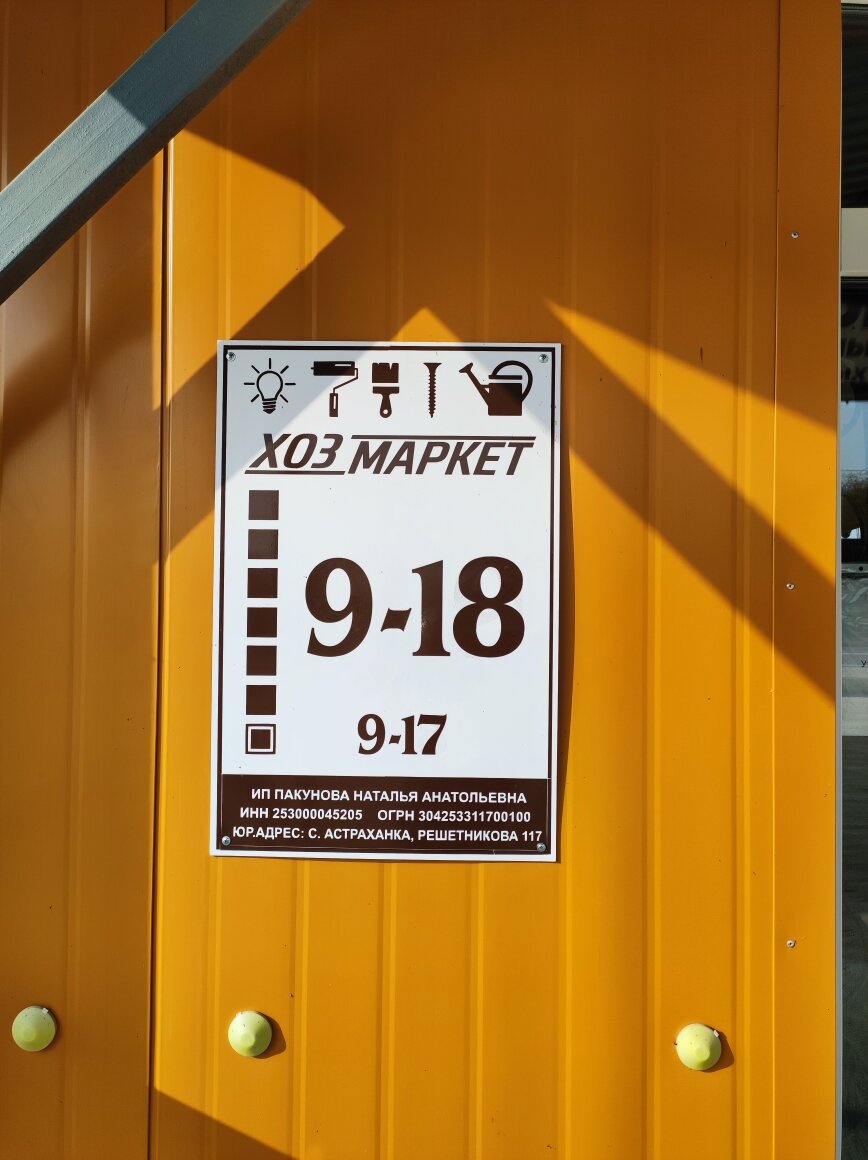 ХОЗ МАРКЕТ
9-18
9-17
ИП ПАКУНОВА НАТАЛЬЯ АНАТОЛЬЕВНА
ИНН 253000045205 ОГРН 304253311700100
ЮР.АДРЕС: С. АСТРАХАНКА, РЕШЕТНИКОВА 117